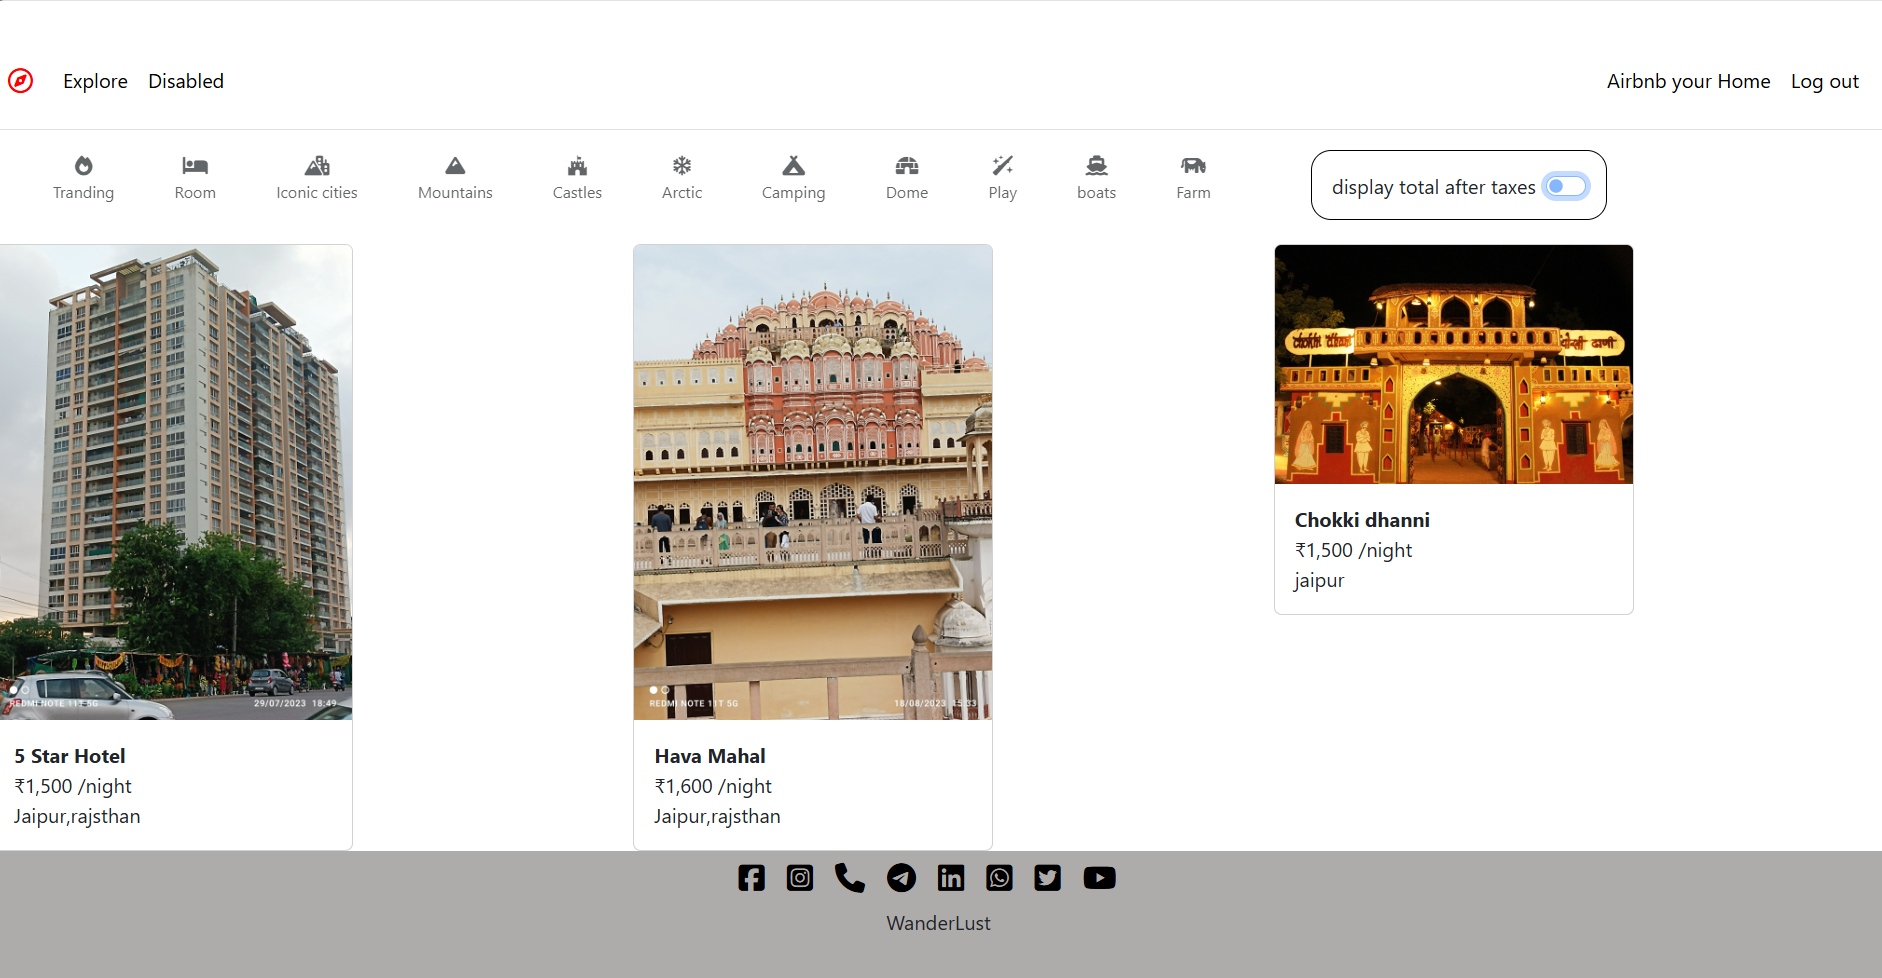 Explore Disabled Airbnb your Home Log out
Tranding Room Iconic cities Mountains Castles Arctic Camping Dome Play boats Farm
display total after taxes
चोखी ढाणी
REDMI NOTE 11T 5G 29/07/2023 18:49
REDMI NOTE 11T 5G 18/08/2023 15:33
5 Star Hotel
₹1,500 /night
Jaipur,rajsthan
Hava Mahal
₹1,600 /night
Jaipur,rajsthan
Chokki dhanni
₹1,500 /night
jaipur
WanderLust